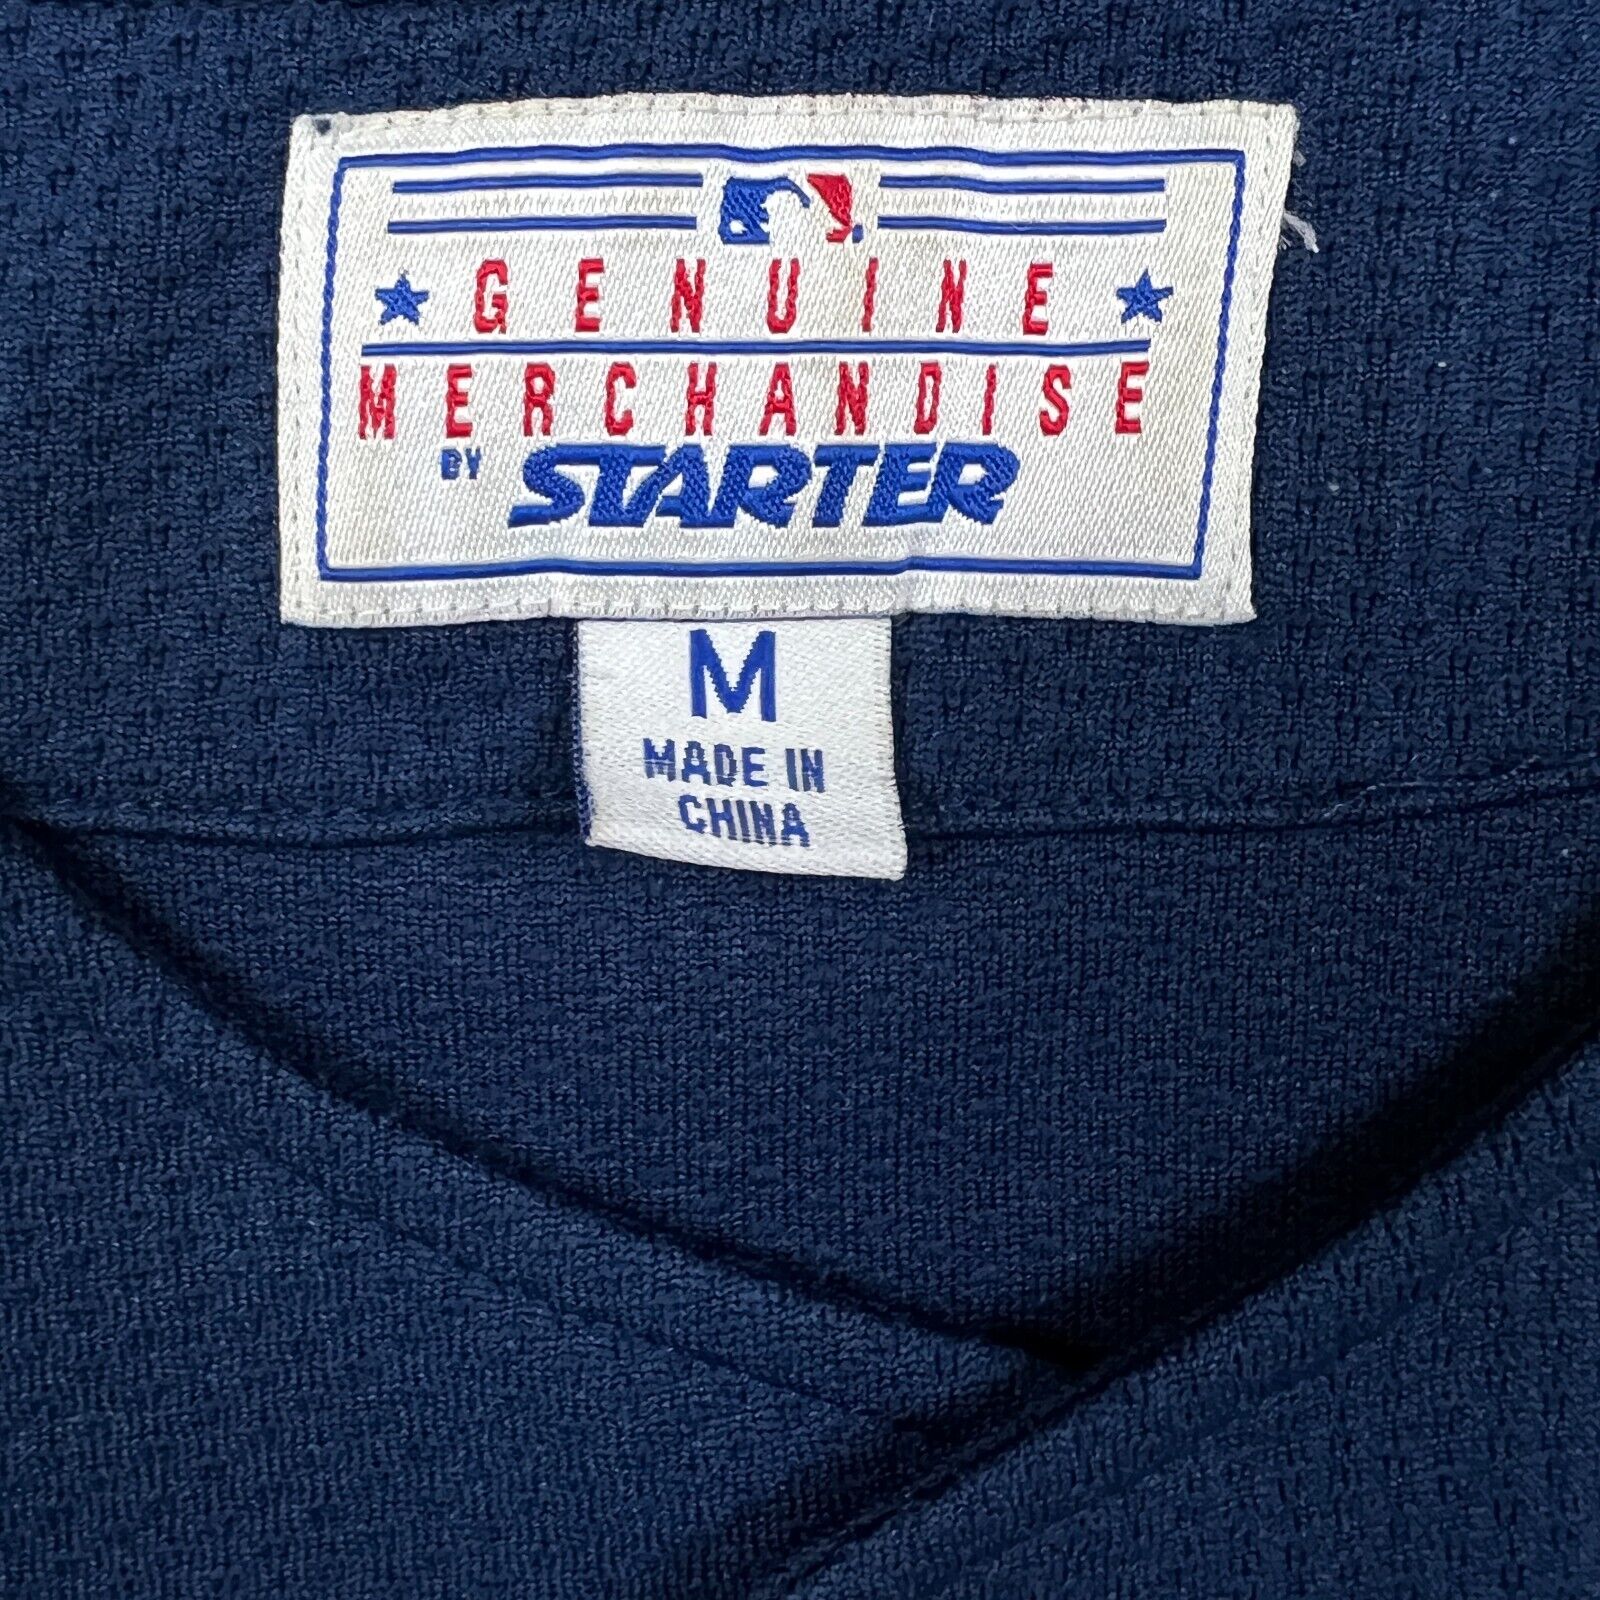 GENUINE
MERCHANDISE
BY STARTER
M
MADE IN
CHINA